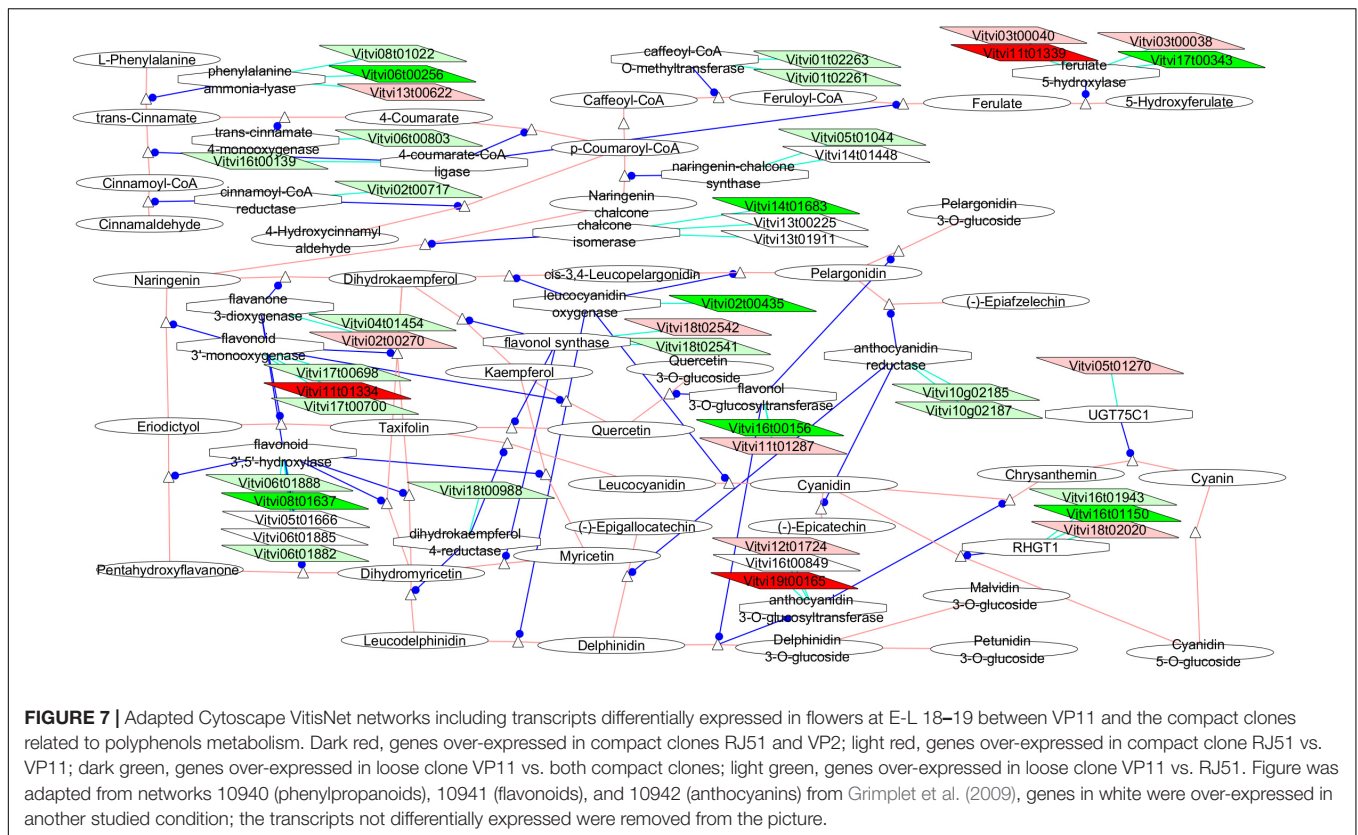 Vitvi03t00040
Vitvi03t00038
Vitvi08t01022
caffeoyl-CoA
O-methyltransferase
Vitvi01t02263
Vitvi11t01339
L-Phenylalanine
phenylalanine
ammonia-lyase
Vitvi06t00256
Vitvi01t02261
ferulate
5-hydroxylase
Vitvi17t00343
Vitvi13t00622
Caffeoyl-CoA
Feruloyl-CoA
Ferulate
5-Hydroxyferulate
trans-Cinnamate
4-Coumarate
trans-cinnamate
4-monooxygenase
Vitvi06t00803
Vitvi05t01044
p-Coumaroyl-CoA
Vitvi14t01448
Vitvi16t00139
4-coumarate-CoA
ligase
naringenin-chalcone
synthase
Cinnamoyl-CoA
cinnamoyl-CoA
reductase
Vitvi02t00717
Naringenin
chalcone
Vitvi14t01683
Pelargonidin
3-O-glucoside
Cinnamaldehyde
4-Hydroxycinnamyl
aldehyde
chalcone
isomerase
Vitvi13t00225
Vitvi13t01911
Naringenin
Dihydrokaempferol
cis-3,4-Leucopelargonidin
Pelargonidin
flavanone
3-dioxygenase
leucocyanidin
oxygenase
Vitvi02t00435
(-)-Epiafzelechin
Vitvi04t01454
Vitvi18t02542
flavonoid
3'-monooxygenase
Vitvi02t00270
flavonol synthase
Vitvi18t02541
anthocyanidin
reductase
Vitvi17t00698
Kaempferol
Quercetin
3-O-glucoside
Vitvi05t01270
Vitvi11t01334
flavonol
3-O-glucosyltransferase
Vitvi10g02185
Vitvi17t00700
Vitvi10g02187
UGT75C1
Eriodictyol
Taxifolin
Quercetin
Vitvi16t00156
Vitvi11t01287
flavonoid
3',5'-hydroxylase
Chrysanthemin
Cyanin
Vitvi06t01888
Vitvi18t00988
Leucocyanidin
Cyanidin
Vitvi16t01943
Vitvi08t01637
Vitvi16t01150
Vitvi05t01666
(-)-Epigallocatechin
(-)-Epicatechin
Vitvi18t02020
Vitvi06t01885
dihydrokaempferol
4-reductase
Vitvi12t01724
RHGT1
Vitvi06t01882
Myricetin
Vitvi16t00849
Pentahydroxyflavanone
Dihydromyricetin
Vitvi19t00165
Malvidin
3-O-glucoside
anthocyanidin
3-O-glucosyltransferase
Leucodelphinidin
Delphinidin
Delphinidin
3-O-glucoside
Petunidin
3-O-glucoside
Cyanidin
5-O-glucoside
FIGURE 7 | Adapted Cytoscape VitisNet networks including transcripts differentially expressed in flowers at E-L 18–19 between VP11 and the compact clones
related to polyphenols metabolism. Dark red, genes over-expressed in compact clones RJ51 and VP2; light red, genes over-expressed in compact clone RJ51 vs.
VP11; dark green, genes over-expressed in loose clone VP11 vs. both compact clones; light green, genes over-expressed in loose clone VP11 vs. RJ51. Figure was
adapted from networks 10940 (phenylpropanoids), 10941 (flavonoids), and 10942 (anthocyanins) from Grimplet et al. (2009), genes in white were over-expressed in
another studied condition; the transcripts not differentially expressed were removed from the picture.